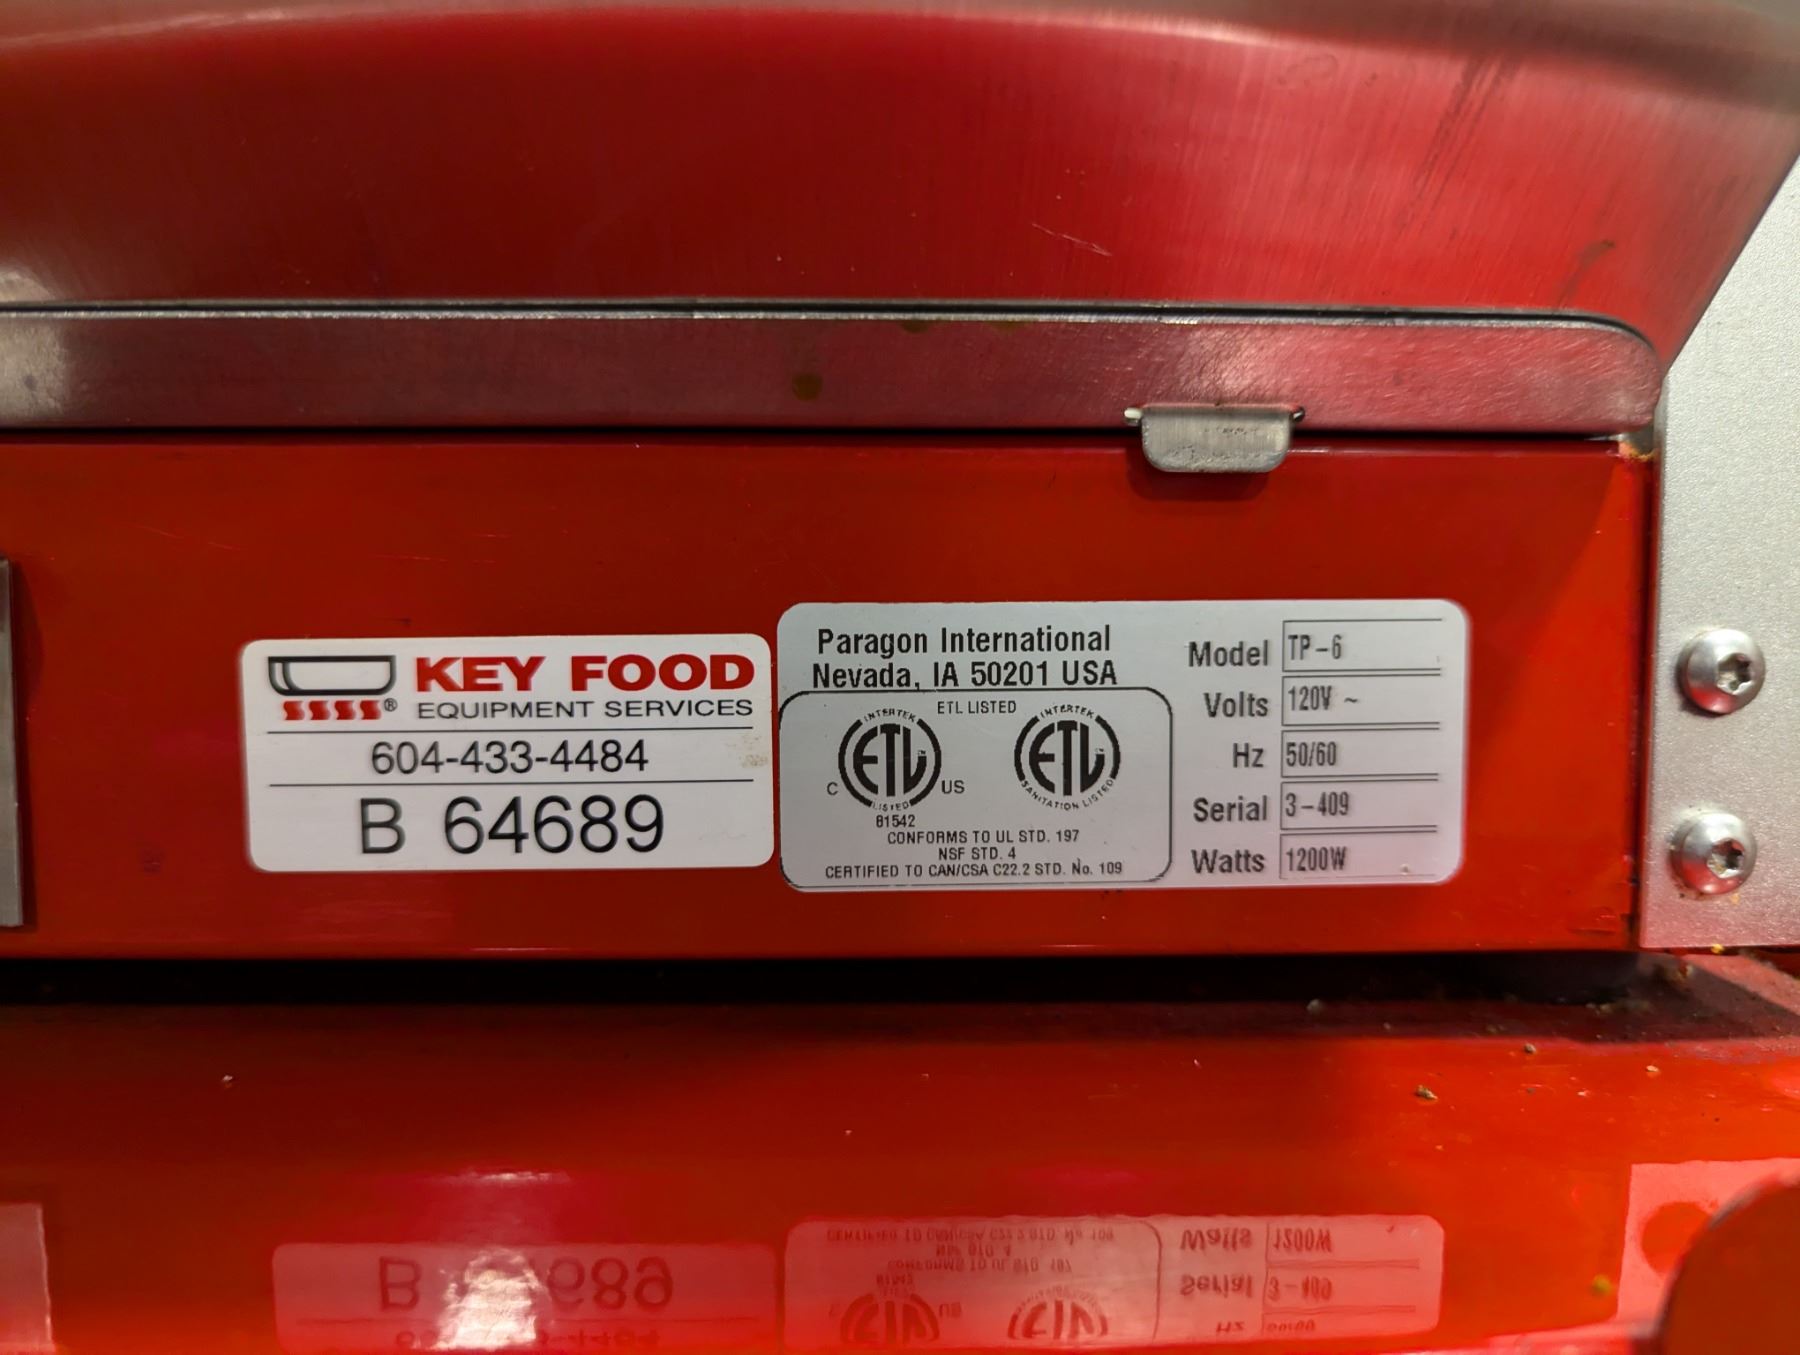 KEY FOOD
EQUIPMENT SERVICES
604-433-4484
B 64689
Paragon International
Nevada, IA 50201 USA
ETL LISTED
INTERTEK
ETL
LISTED
C US
81542
INTERTEK
ETL
SANITATION LISTED
CONFORMS TO UL STD. 197
NSF STD. 4
CERTIFIED TO CAN/CSA C22.2 STD. No. 109
Model TP-6
Volts 120V ~
Hz 50/60
Serial 3-409
Watts 1200W